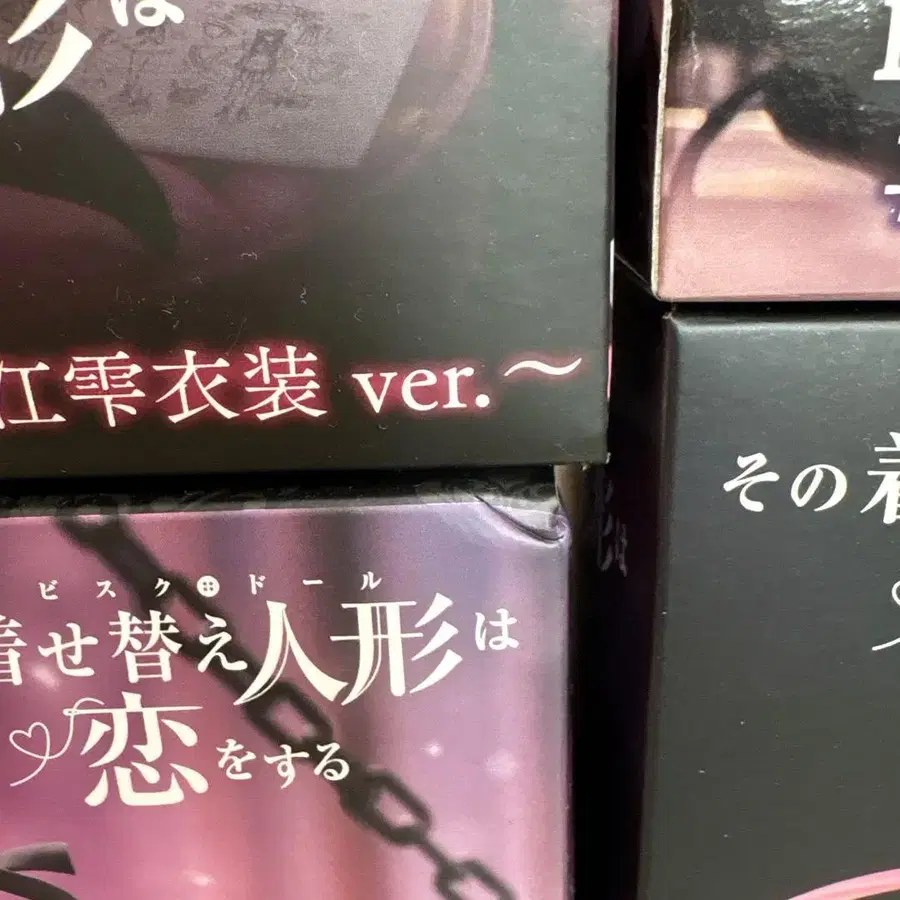 は
雫衣装 ver.～
ビスク ドール
着せ替え人形は
恋をする
その着